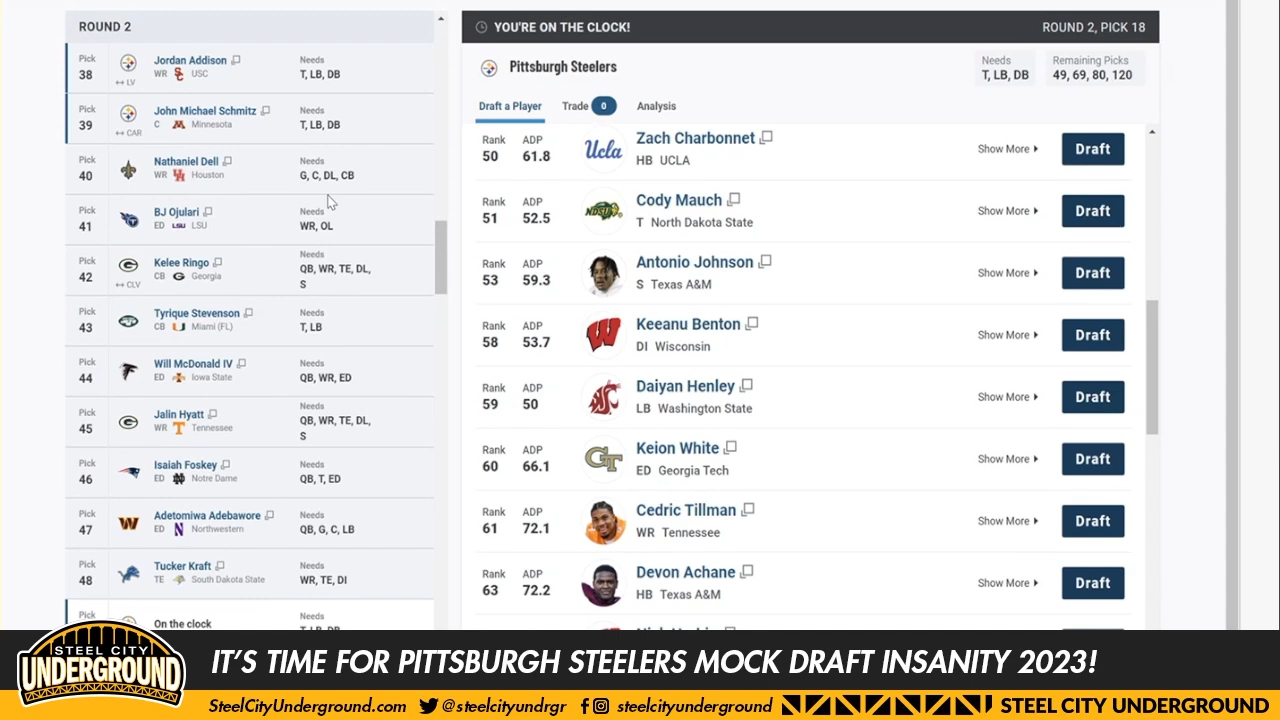 ROUND 2
Pick
38
LV
Jordan Addison
WR USC
Needs
T, LB, DB
Pick
39
CAR
John Michael Schmitz
C Minnesota
Needs
T, LB, DB
Pick
40
Nathaniel Dell
WR Houston
Needs
G, C, DL, CB
Pick
41
BJ Ojulari
ED LSU LSU
Needs
WR, OL
Pick
42
CLV
Kelee Ringo
CB Georgia
Needs
QB, WR, TE, DL,
S
Pick
43
Tyrique Stevenson
CB Miami (FL)
Needs
T, LB
Pick
44
Will McDonald IV
ED Iowa State
Needs
QB, WR, ED
Pick
45
Jalin Hyatt
WR Tennessee
Needs
QB, WR, TE, DL,
S
Pick
46
Isaiah Foskey
ED Notre Dame
Needs
QB, T, ED
Pick
47
Adetomiwa Adebawore
ED Northwestern
Needs
QB, G, C, LB
Pick
48
Tucker Kraft
TE South Dakota State
Needs
WR, TE, DI
Pick
On the clock
Needs
T, LB, DB
YOU'RE ON THE CLOCK!
ROUND 2, PICK 18
Pittsburgh Steelers
Needs
T, LB, DB
Remaining Picks
49, 69, 80, 120
Draft a Player Trade 0 Analysis
Rank
50
ADP
61.8
Ucla
Zach Charbonnet
HB UCLA
Show More
Draft
Rank
51
ADP
52.5
NDSU
Cody Mauch
T North Dakota State
Show More
Draft
Rank
53
ADP
59.3
Antonio Johnson
S Texas A&M
Show More
Draft
Rank
58
ADP
53.7
W
Keeanu Benton
DI Wisconsin
Show More
Draft
Rank
59
ADP
50
Daiyan Henley
LB Washington State
Show More
Draft
Rank
60
ADP
66.1
GT
Keion White
ED Georgia Tech
Show More
Draft
Rank
61
ADP
72.1
Cedric Tillman
WR Tennessee
Show More
Draft
Rank
63
ADP
72.2
Devon Achane
HB Texas A&M
Show More
Draft
STEEL CITY
UNDERGROUND
IT'S TIME FOR PITTSBURGH STEELERS MOCK DRAFT INSANITY 2023!
SteelCityUnderground.com @steelcityundrgr steelcityunderground STEEL CITY UNDERGROUND